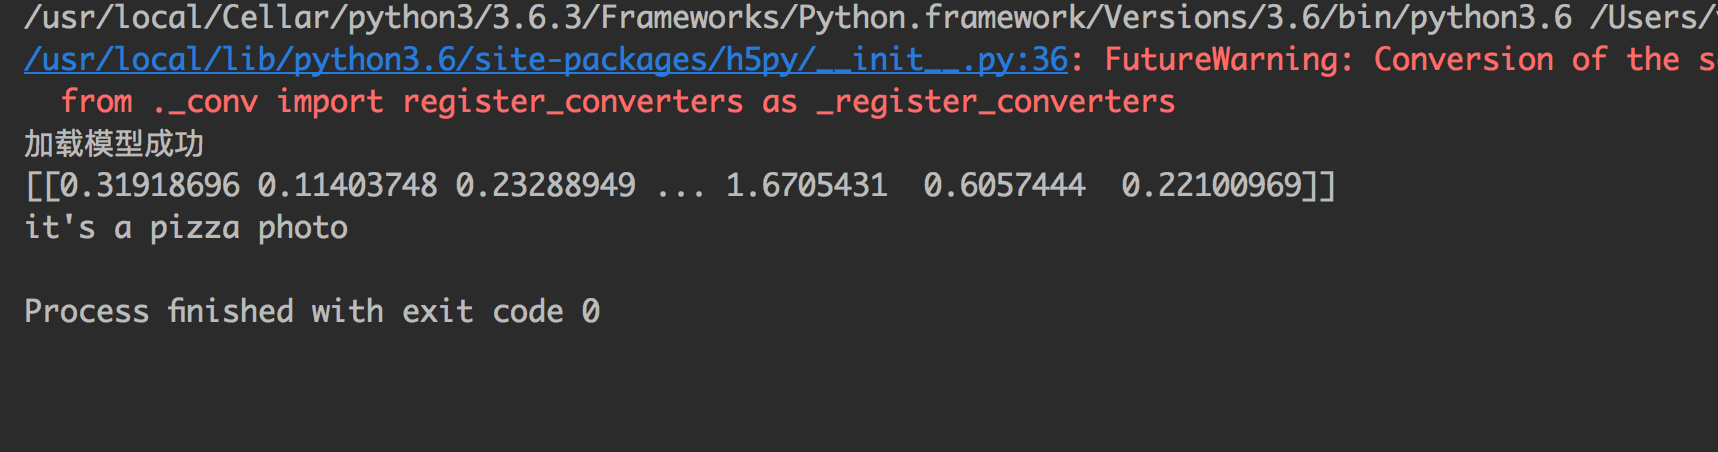 /usr/local/Cellar/python3/3.6.3/Frameworks/Python.framework/Versions/3.6/bin/python3.6 /Users/
/usr/local/lib/python3.6/site-packages/h5py/__init__.py:36: FutureWarning: Conversion of the
from ._conv import register_converters as _register_converters
加载模型成功
[[0.31918696 0.11403748 0.23288949 ... 1.6705431  0.6057444  0.22100969]]
it's a pizza photo
Process finished with exit code 0